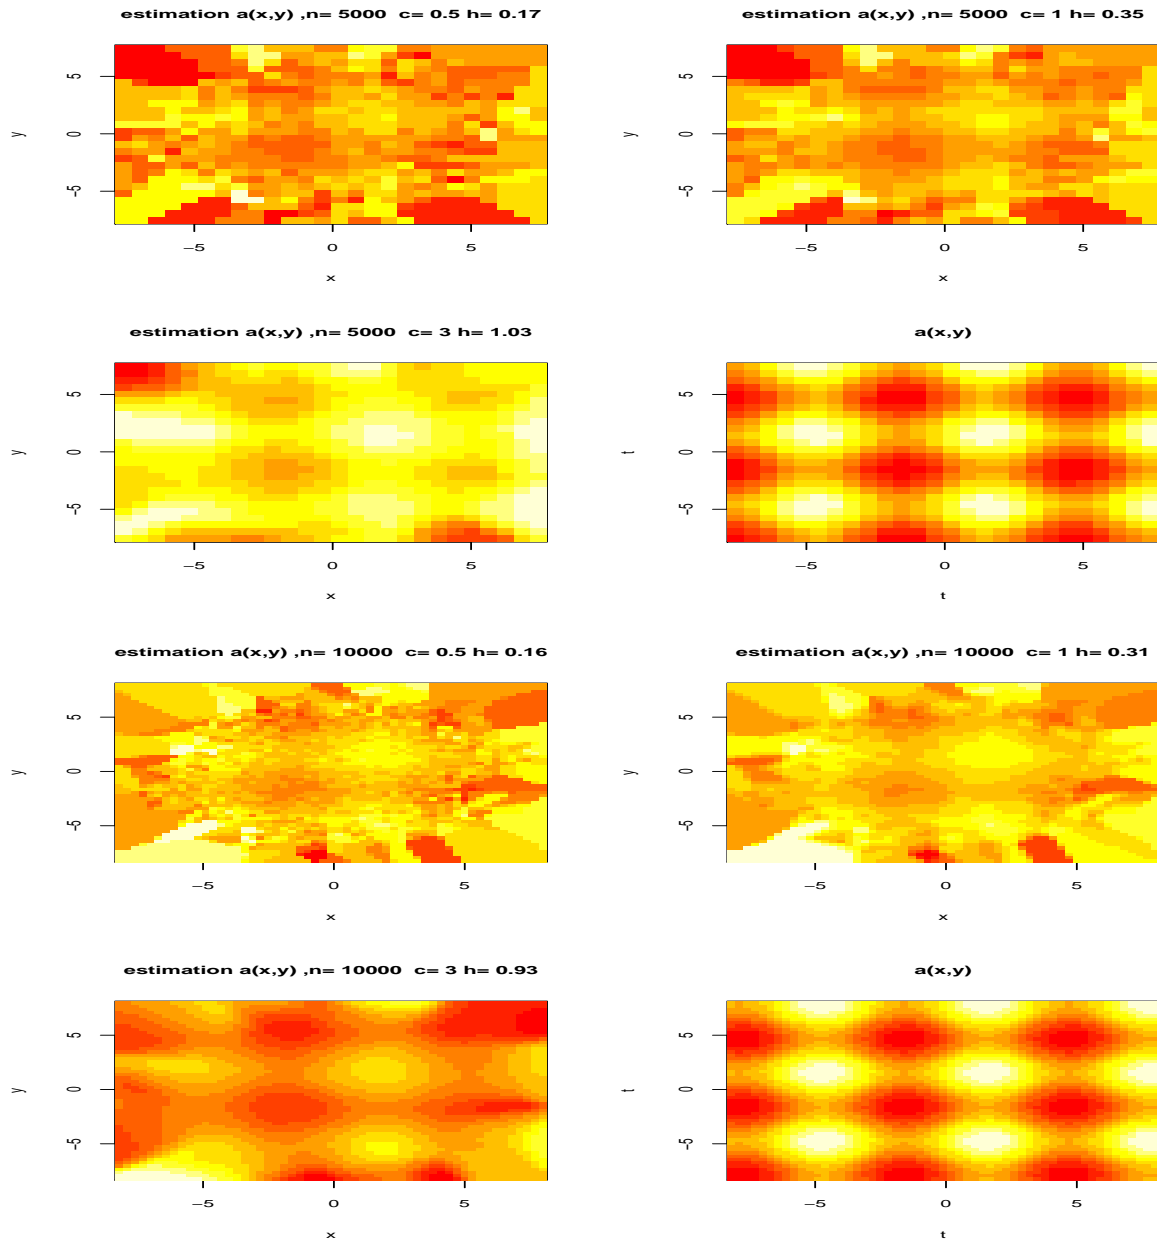 estimation a(x,y) ,n= 5000 c= 0.5 h= 0.17
5
0
−5
y
−5 0 5
x
estimation a(x,y) ,n= 5000 c= 1 h= 0.35
5
0
−5
y
−5 0 5
x
estimation a(x,y) ,n= 5000 c= 3 h= 1.03
5
0
−5
y
−5 0 5
x
a(x,y)
5
0
−5
t
−5 0 5
t
estimation a(x,y) ,n= 10000 c= 0.5 h= 0.16
5
0
−5
y
−5 0 5
x
estimation a(x,y) ,n= 10000 c= 1 h= 0.31
5
0
−5
y
−5 0 5
x
estimation a(x,y) ,n= 10000 c= 3 h= 0.93
5
0
−5
y
−5 0 5
x
a(x,y)
5
0
−5
t
−5 0 5
t